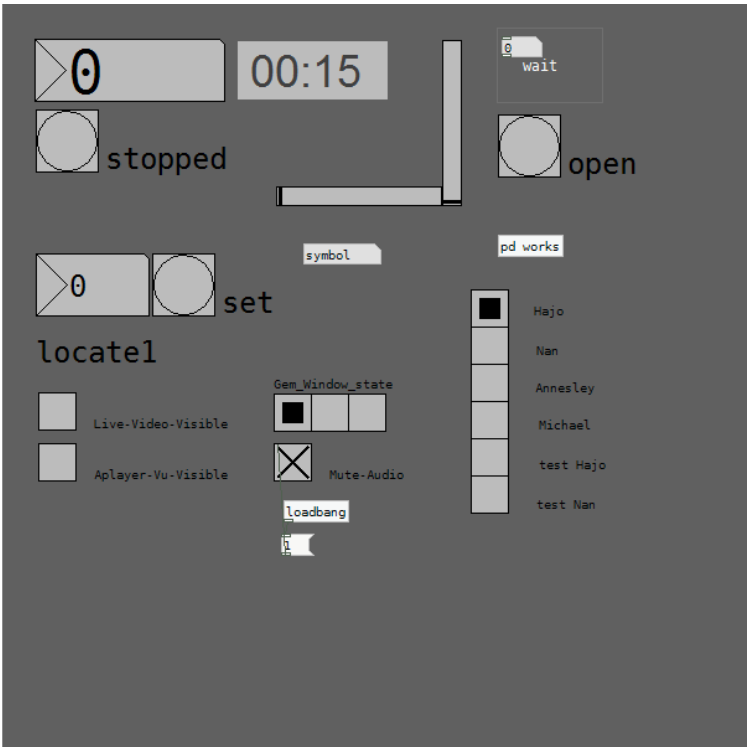 0
00:15
0
wait
stopped
open
pd works
symbol
0
set
Hajo
locate1
Nan
Gem_Window_state
Annesley
Live-Video-Visible
Michael
Aplayer-Vu-Visible
Mute-Audio
test Hajo
test Nan
loadbang
1